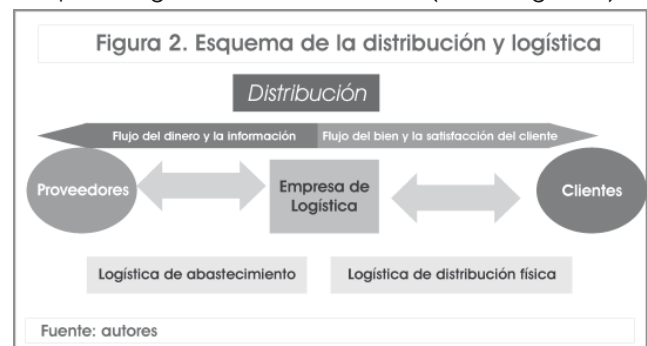 Figura 2. Esquema de la distribución y logística
Distribución
Flujo del dinero y la información
Flujo del bien y la satisfacción del cliente
Proveedores
Empresa de
Logística
Clientes
Logística de abastecimiento
Logística de distribución física
Fuente: autores